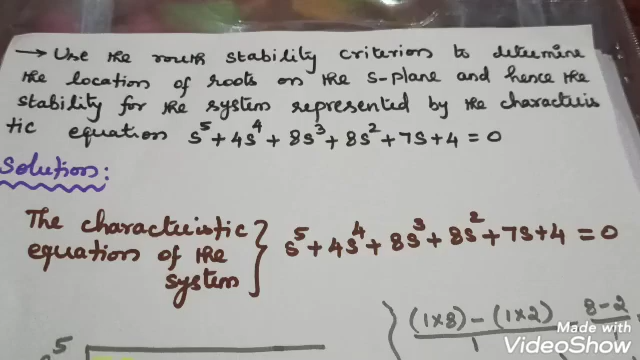 → Use the routh stability criterion to determine
the location of roots on the s-plane and hence the
stability for the system represented by the characteris
tic equation s⁵+4s⁴+8s³+8s²+7s+4=0
Solution:
The characteristic
equation of the
system } s⁵+4s⁴+8s³+8s²+7s+4=0
(1×8)-(1×2)/1 = 8-2/1
s⁵
Made with
VideoShow